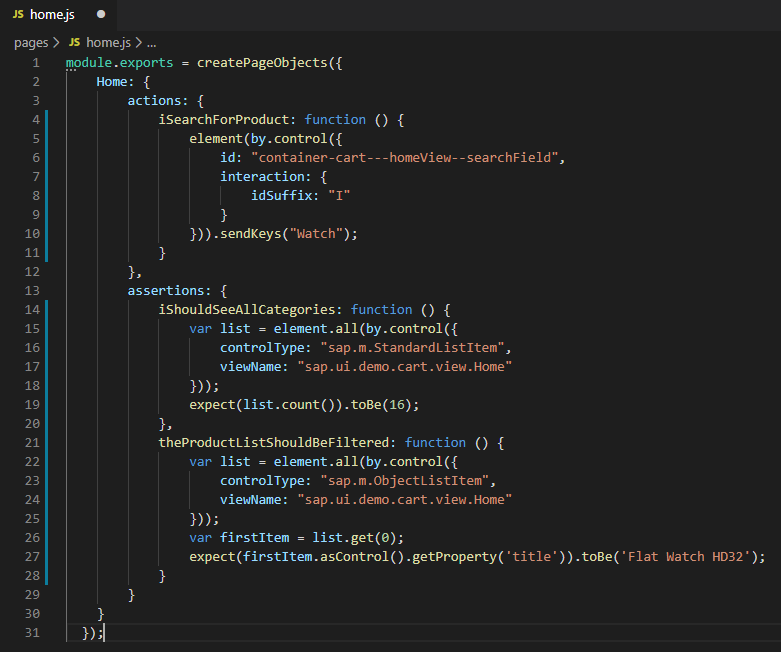 JS home.js ●
pages > JS home.js > ...
1 module.exports = createPageObjects({
2     Home: {
3         actions: {
4             iSearchForProduct: function () {
5                 element(by.control({
6                     id: "container-cart---homeView--searchField",
7                     interaction: {
8                         idSuffix: "I"
9                     }
10                 })).sendKeys("Watch");
11             }
12         },
13         assertions: {
14             iShouldSeeAllCategories: function () {
15                 var list = element.all(by.control({
16                     controlType: "sap.m.StandardListItem",
17                     viewName: "sap.ui.demo.cart.view.Home"
18                 }));
19                 expect(list.count()).toBe(16);
20             },
21             theProductListShouldBeFiltered: function () {
22                 var list = element.all(by.control({
23                     controlType: "sap.m.ObjectListItem",
24                     viewName: "sap.ui.demo.cart.view.Home"
25                 }));
26                 var firstItem = list.get(0);
27                 expect(firstItem.asControl().getProperty('title')).toBe('Flat Watch HD32');
28             }
29         }
30     }
31   });